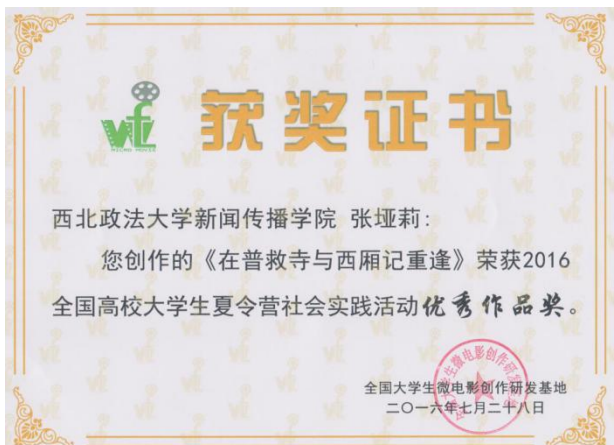 获奖证书
MICRO MOVIE
西北政法大学新闻传播学院 张垭莉：
您创作的《在普救寺与西厢记重逢》荣获2016
全国高校大学生夏令营社会实践活动优秀作品奖。
全国大学生微电影创作研发基地
二〇一六年七月二十八日